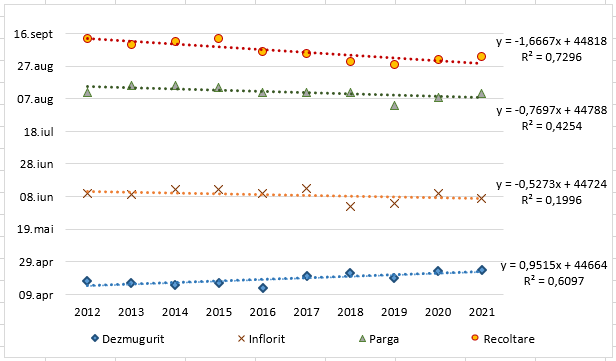 16.sept
27.aug
07.aug
18.iul
28.iun
08.iun
19.mai
29.apr
09.apr
y = -1,6667x + 44818
R² = 0,7296
y = -0,7697x + 44788
R² = 0,4254
y = -0,5273x + 44724
R² = 0,1996
y = 0,9515x + 44664
R² = 0,6097
2012 2013 2014 2015 2016 2017 2018 2019 2020 2021
Dezmugurit Inflorit Parga Recoltare